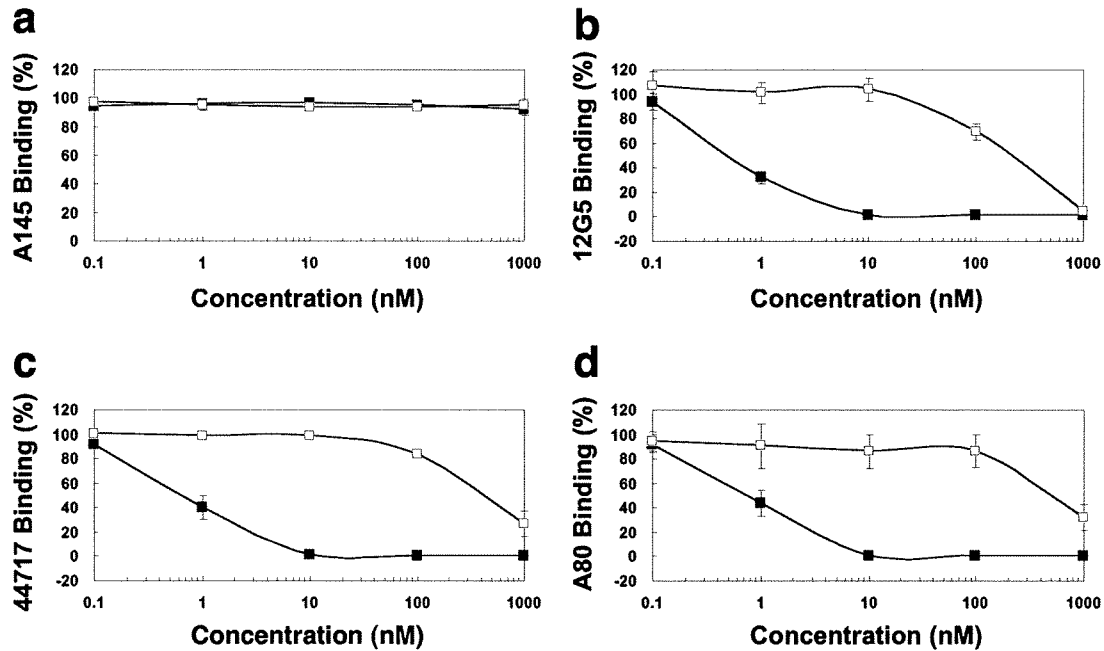 a
A145 Binding (%)
120
100
80
60
40
20
0
0.1 1 10 100 1000
Concentration (nM)
b
12G5 Binding (%)
120
100
80
60
40
20
0
-20
0.1 1 10 100 1000
Concentration (nM)
c
44717 Binding (%)
120
100
80
60
40
20
0
-20
0.1 1 10 100 1000
Concentration (nM)
d
A80 Binding (%)
120
100
80
60
40
20
0
-20
0.1 1 10 100 1000
Concentration (nM)